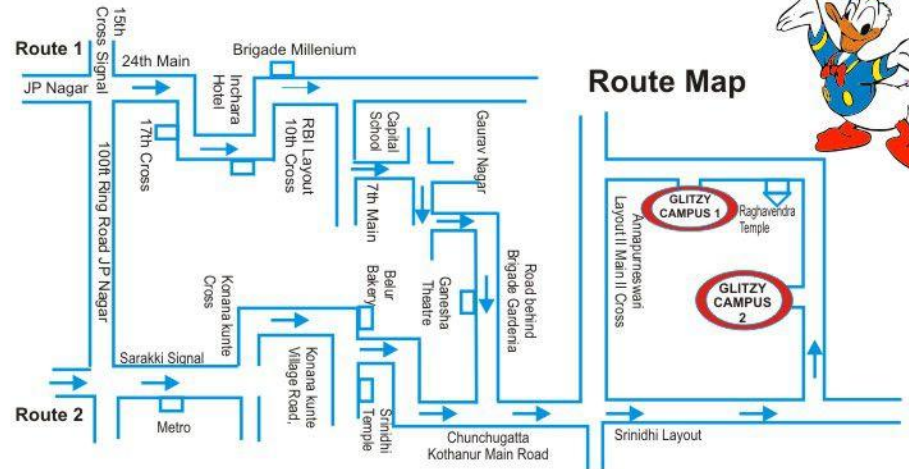 Route 1
15th
Cross Signal
24th Main
JP Nagar
Inchara
Hotel
Brigade Millenium
17th Cross
RBI Layout
10th Cross
100ft Ring Road JP Nagar
Capital
School
7th Main
Gaurav Nagar
Route Map
GLITZY
CAMPUS 1
Raghavendra
Temple
Annapurneswari
Layout II Main II Cross
GLITZY
CAMPUS
2
Konana kunte
Cross
Belur
Bakery
Ganesha
Theatre
Road behind
Brigade Gardenia
Sarakki Signal
Konana kunte
Village Road,
Route 2
Metro
Srinidhi
Temple
Chunchugatta
Kothanur Main Road
Srinidhi Layout